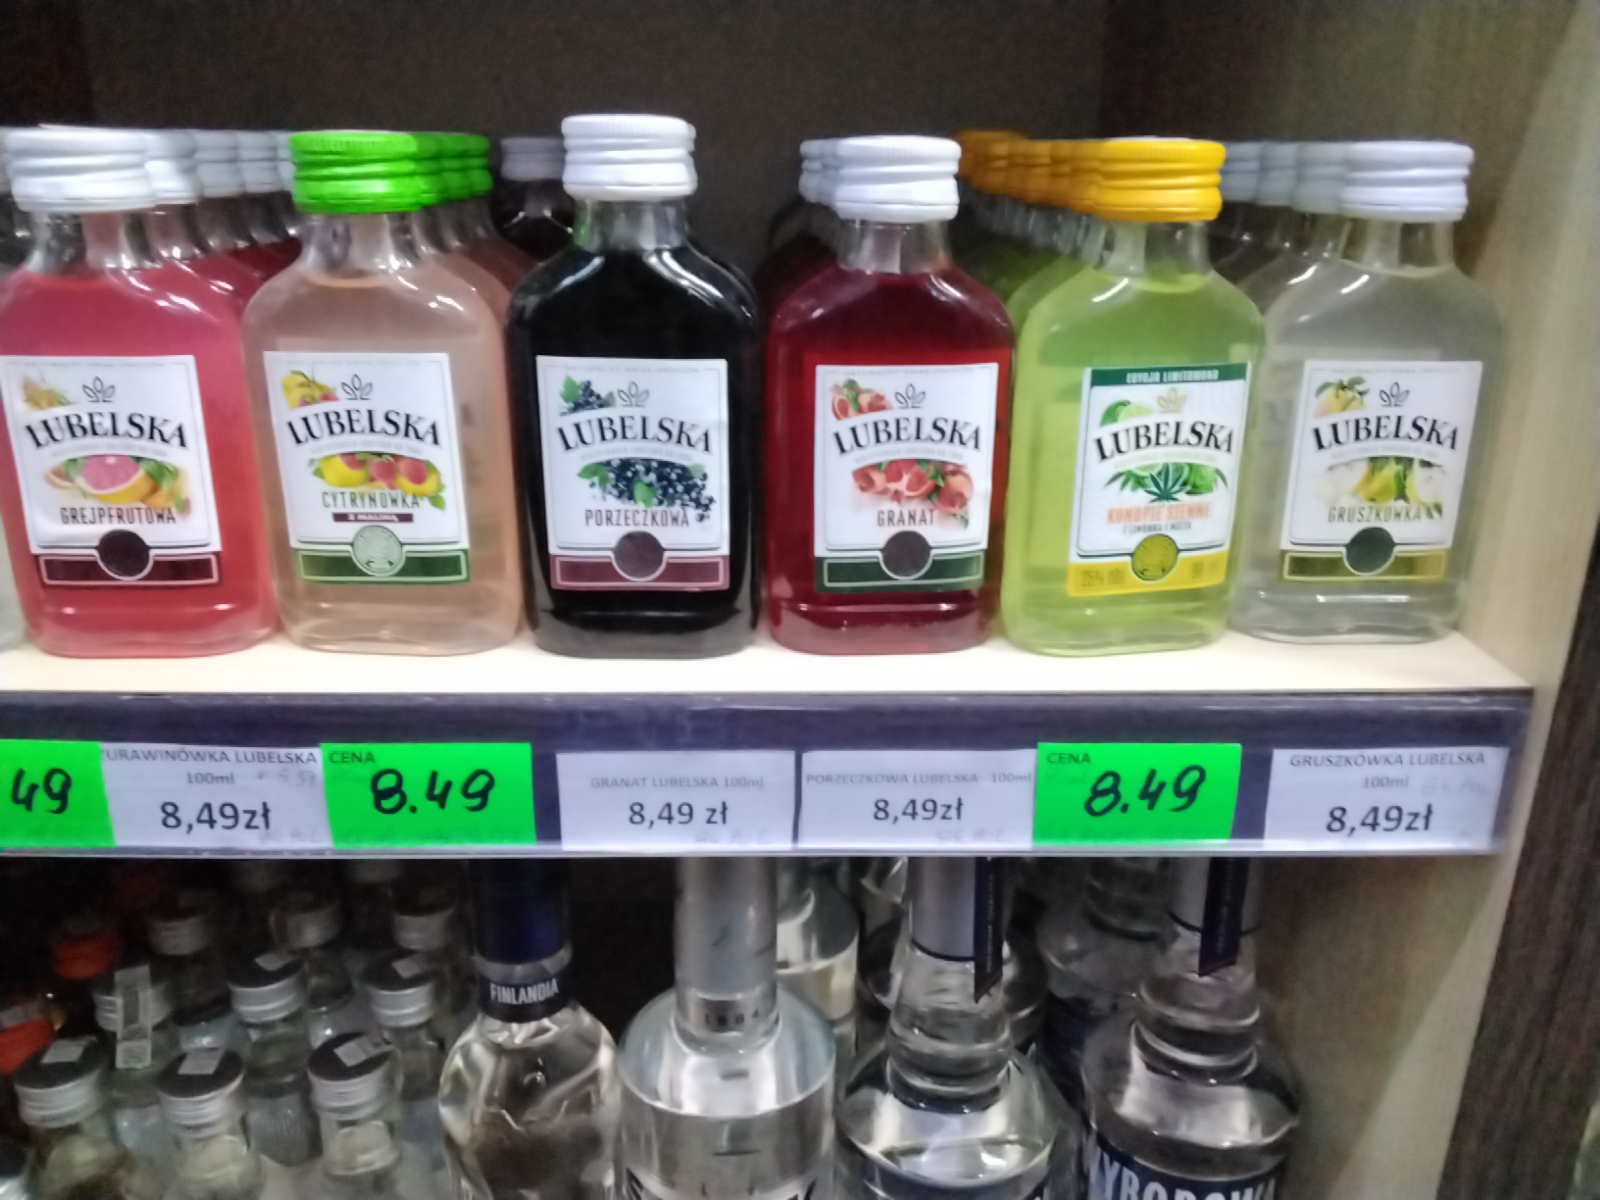 LUBELSKA
GREJPFRUTOWA
LUBELSKA
CYTRYNÓWKA
Z MALINĄ
LUBELSKA
PORZECZKOWA
LUBELSKA
GRANAT
EDYCJA LIMITOWANA
LUBELSKA
KONOPIE SIEWNE
Z LIMONKĄ I MIĘTĄ
LUBELSKA
GRUSZKÓWKA
49
ŻURAWINÓWKA LUBELSKA
100ml
8,49zł
CENA
8.49
GRANAT LUBELSKA 100ml
8,49 zł
PORZECZKOWA LUBELSKA 100ml
8,49zł
CENA
8.49
GRUSZKÓWKA LUBELSKA
100ml
8,49zł
FINLANDIA
WYBOROWA